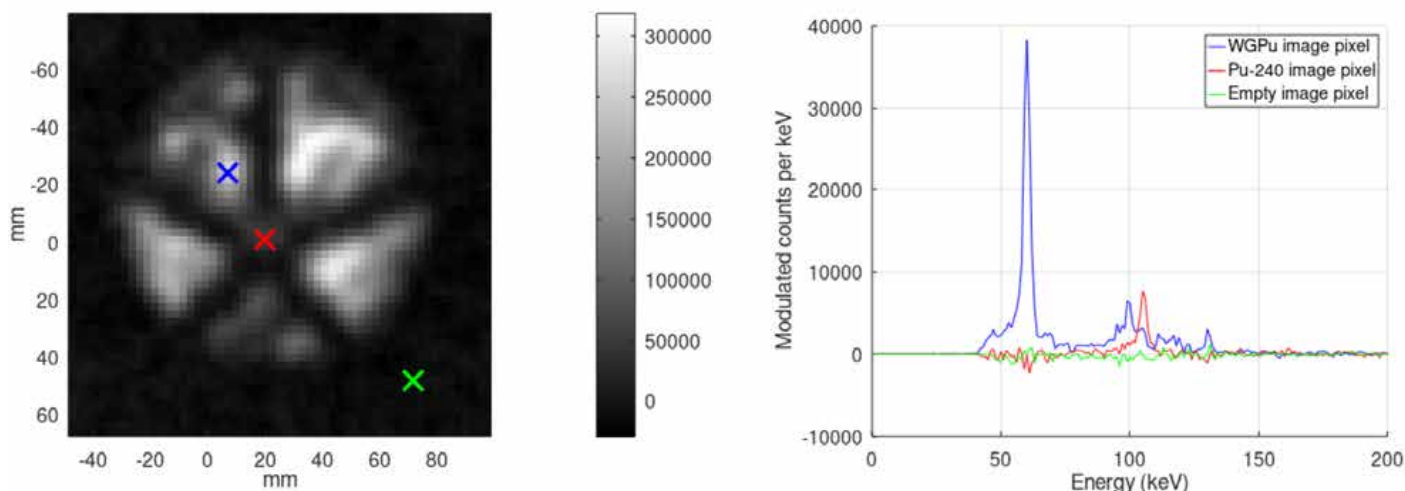 -60
-40
-20
0
20
40
60
mm
-40 -20 0 20 40 60 80
mm
300000
250000
200000
150000
100000
50000
0
40000
30000
20000
10000
0
-10000
Modulated counts per keV
WGPu image pixel
Pu-240 image pixel
Empty image pixel
0 50 100 150 200
Energy (keV)